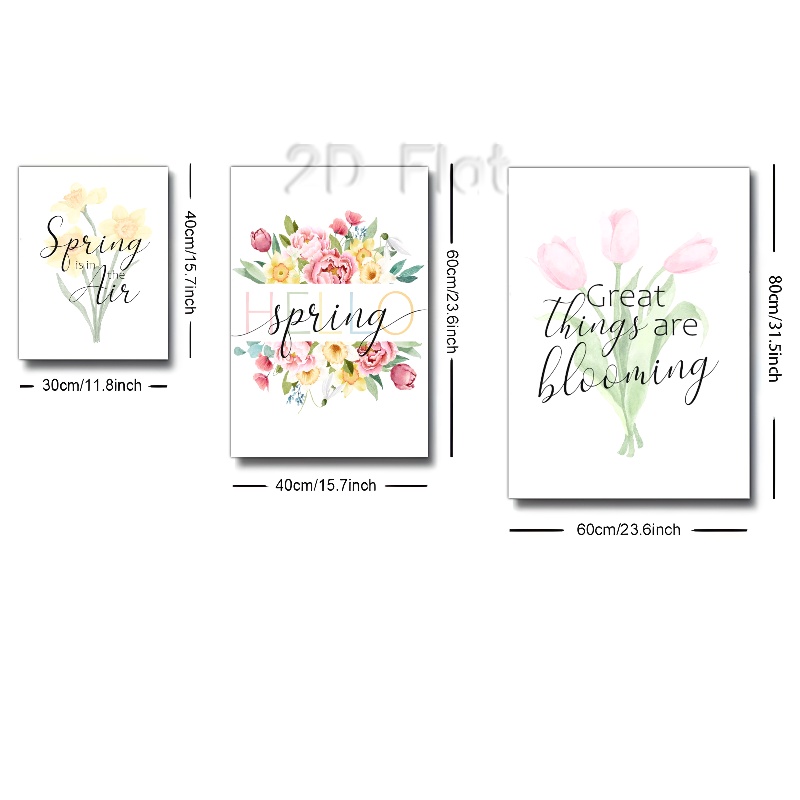 2D Flat
Spring
is in the
Air
40cm/15.7inch
30cm/11.8inch
HELLO
spring
60cm/23.6inch
40cm/15.7inch
Great
things are
blooming
80cm/31.5inch
60cm/23.6inch